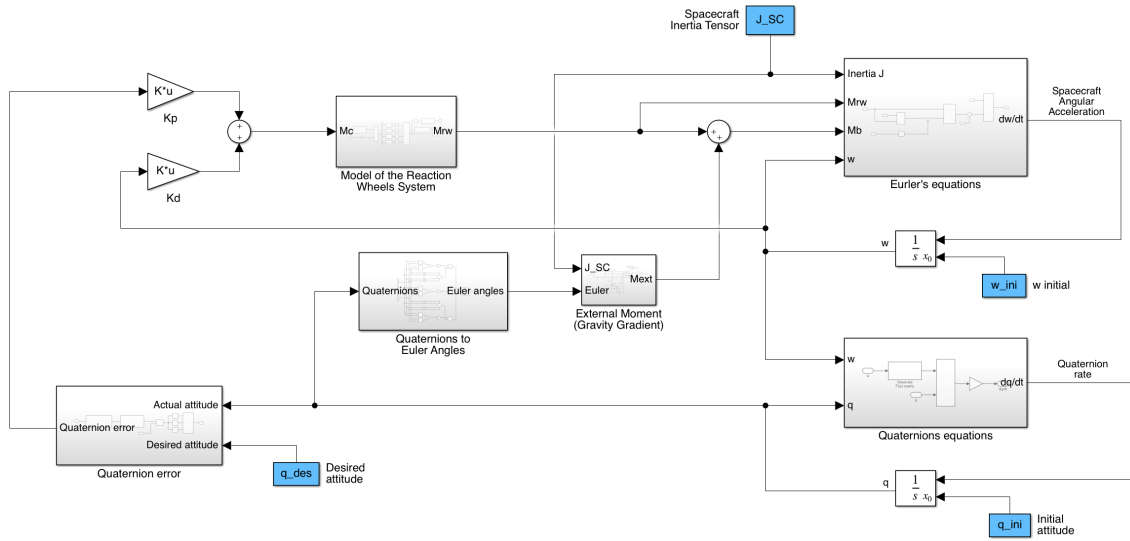 Spacecraft
Inertia Tensor
J_SC
K*u
Kp
+
+
K*u
Kd
Mc
Mrw
Model of the Reaction
Wheels System
+
+
Inertia J
Mrw
Mb
w
dw/dt
Eurler's equations
Spacecraft
Angular
Acceleration
w
1
s
x0
w_ini
w initial
Quaternions
Euler angles
Quaternions to
Euler Angles
J_SC
Euler
Mext
External Moment
(Gravity Gradient)
w
q
dq/dt
Quaternions equations
Quaternion
rate
Actual attitude
Quaternion error
Desired attitude
Quaternion error
q_des
Desired
attitude
q
1
s
x0
q_ini
Initial
attitude